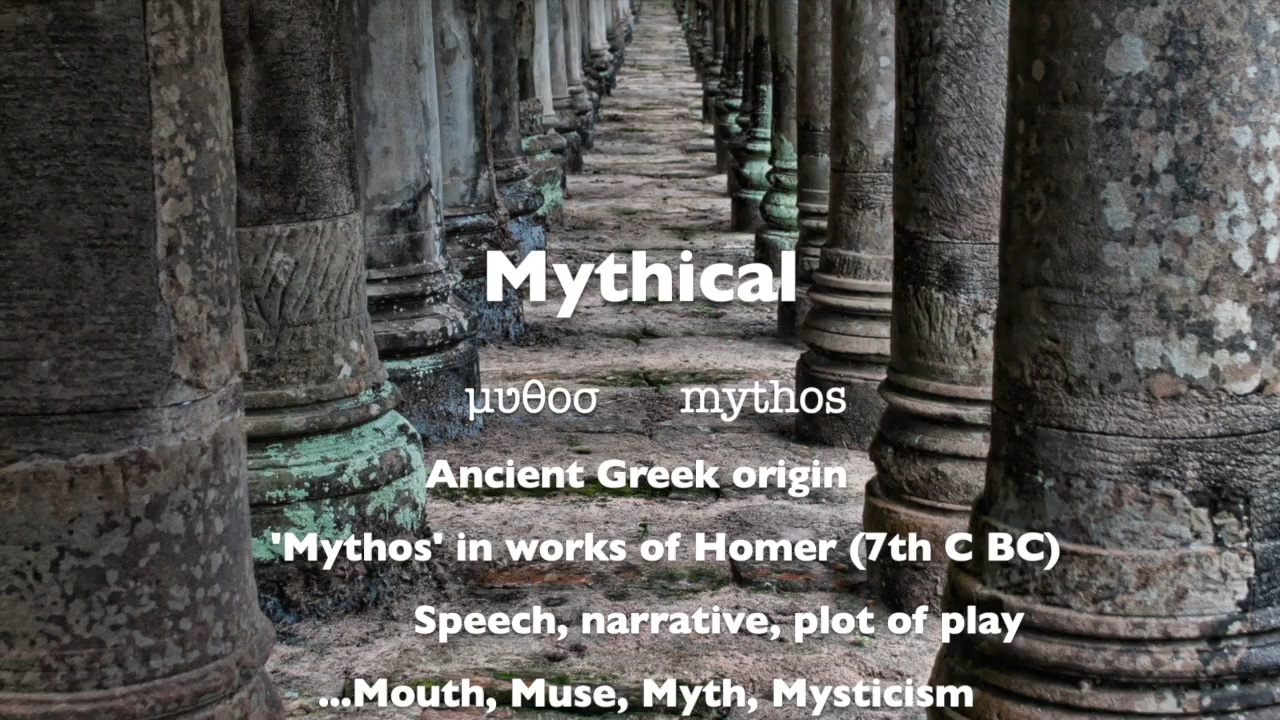 Mythical
μυθοσ mythos
Ancient Greek origin
'Mythos' in works of Homer (7th C BC)
Speech, narrative, plot of play
...Mouth, Muse, Myth, Mysticism